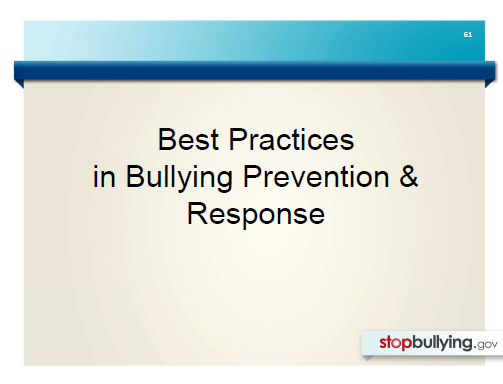 61
Best Practices
in Bullying Prevention &
Response
stopbullying.gov